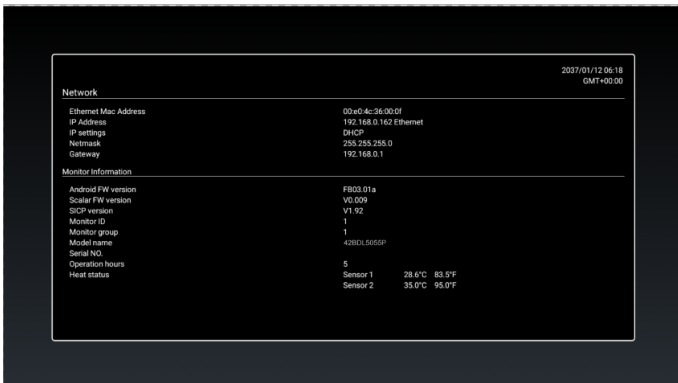 2037/01/12 06:18
GMT+00:00
Network
Ethernet Mac Address 00:e0:4c:36:00:0f
IP Address 192.168.0.162 Ethernet
IP settings DHCP
Netmask 255.255.255.0
Gateway 192.168.0.1
Monitor Information
Android FW version FB03.01a
Scalar FW version V0.009
SICP version V1.92
Monitor ID 1
Monitor group 1
Model name 42BDL5055P
Serial NO.
Operation hours 5
Heat status Sensor 1 28.6°C 83.5°F
Sensor 2 35.0°C 95.0°F